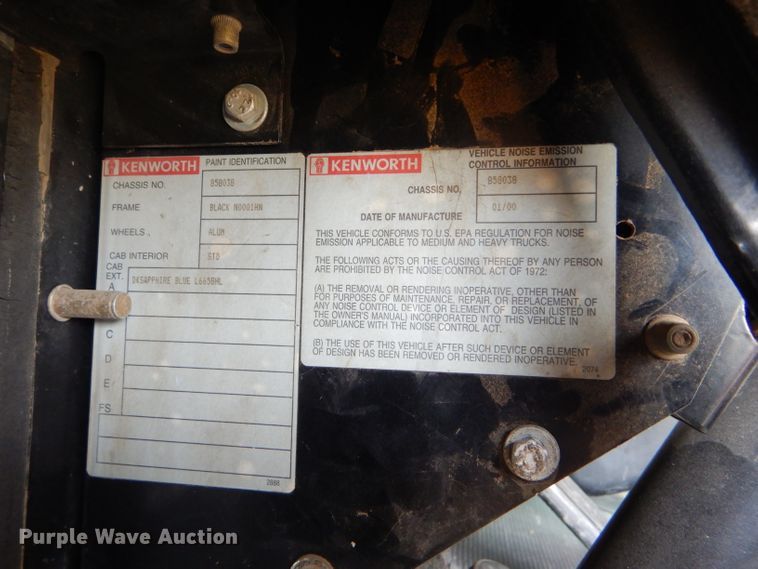 KENWORTH PAINT IDENTIFICATION
CHASSIS NO. 858038
FRAME BLACK N0001HN
WHEELS ALUM
CAB INTERIOR STD
CAB
EXT.
A DKSAPPHIRE BLUE L6658HL
C
D
E
FS
2688
KENWORTH VEHICLE NOISE EMISSION
CONTROL INFORMATION
CHASSIS NO. 858038
DATE OF MANUFACTURE 01/00
THIS VEHICLE CONFORMS TO U.S. EPA REGULATION FOR NOISE
EMISSION APPLICABLE TO MEDIUM AND HEAVY TRUCKS.
THE FOLLOWING ACTS OR THE CAUSING THEREOF BY ANY PERSON
ARE PROHIBITED BY THE NOISE CONTROL ACT OF 1972:
(A) THE REMOVAL OR RENDERING INOPERATIVE, OTHER THAN
FOR PURPOSES OF MAINTENANCE, REPAIR, OR REPLACEMENT, OF
ANY NOISE CONTROL DEVICE OR ELEMENT OF DESIGN (LISTED IN
THE OWNER'S MANUAL) INCORPORATED INTO THIS VEHICLE IN
COMPLIANCE WITH THE NOISE CONTROL ACT.
(B) THE USE OF THIS VEHICLE AFTER SUCH DEVICE OR ELEMENT
OF DESIGN HAS BEEN REMOVED OR RENDERED INOPERATIVE.
2074
Purple Wave Auction